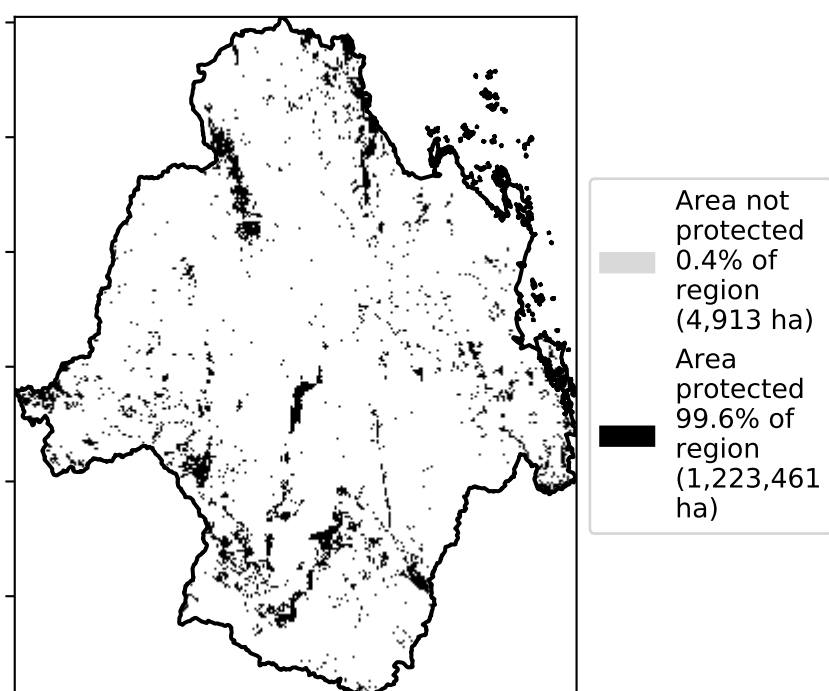 Area not
protected
0.4% of
region
(4,913 ha)
Area
protected
99.6% of
region
(1,223,461
ha)